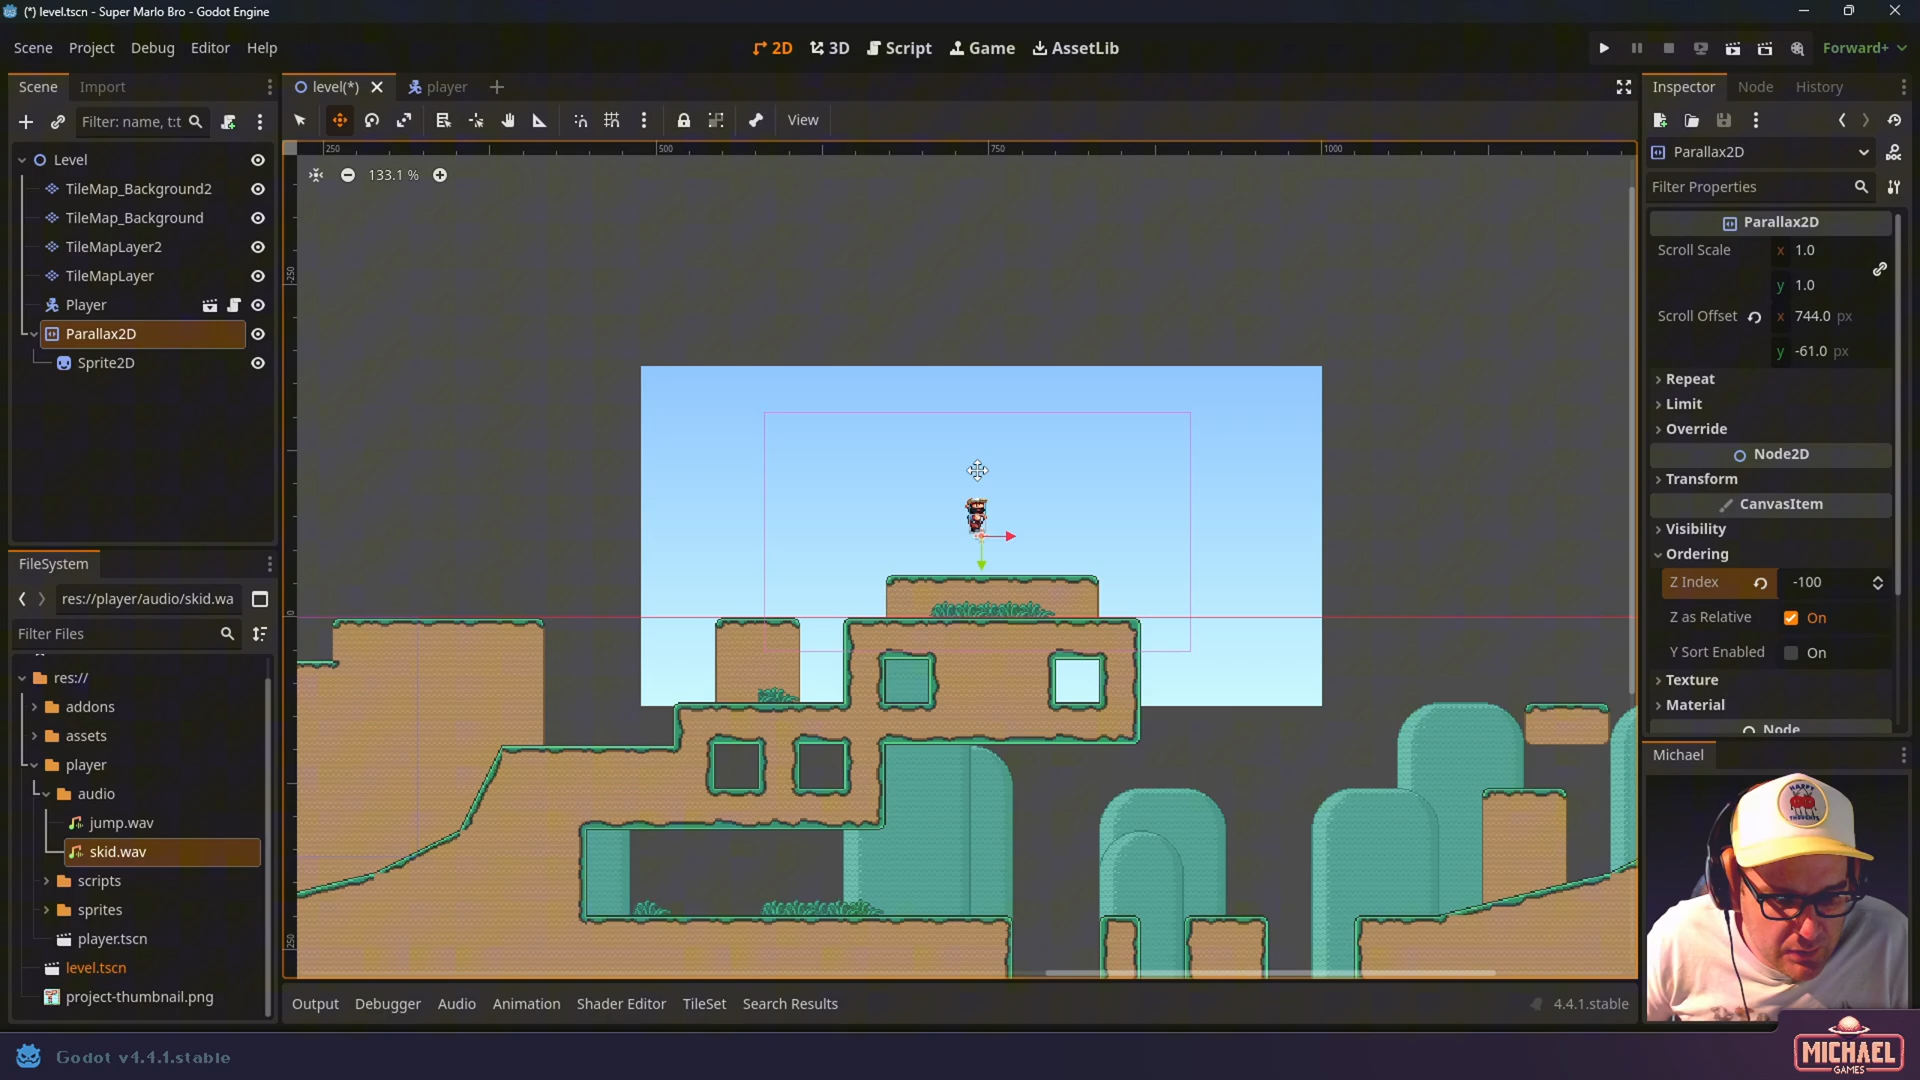 (*) level.tscn - Super Marlo Bro - Godot Engine
Scene Project Debug Editor Help
2D 3D Script Game AssetLib
Forward+
Scene Import
level(*) player
Inspector Node History
Filter: name, t:t
View
Parallax2D
Filter Properties
250 500 750 1000
133.1 %
-250
0
250
Level
TileMap_Background2
TileMap_Background
TileMapLayer2
TileMapLayer
Player
Parallax2D
Sprite2D
Parallax2D
Scroll Scale x 1.0
y 1.0
Scroll Offset x 744.0 px
y -61.0 px
Repeat
Limit
Override
Node2D
Transform
CanvasItem
Visibility
Ordering
Z Index -100
Z as Relative On
Y Sort Enabled On
Texture
Material
Node
FileSystem
res://player/audio/skid.wa
Filter Files
res://
addons
assets
player
audio
jump.wav
skid.wav
scripts
sprites
player.tscn
level.tscn
project-thumbnail.png
Output Debugger Audio Animation Shader Editor TileSet Search Results
4.4.1.stable
Michael
HAPPY
THOUGHTS
Godot v4.4.1.stable
MICHAEL
GAMES